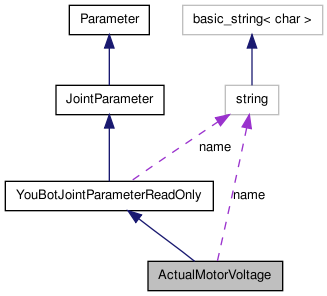 Parameter
basic_string< char >
JointParameter
string
name
YouBotJointParameterReadOnly
name
ActualMotorVoltage